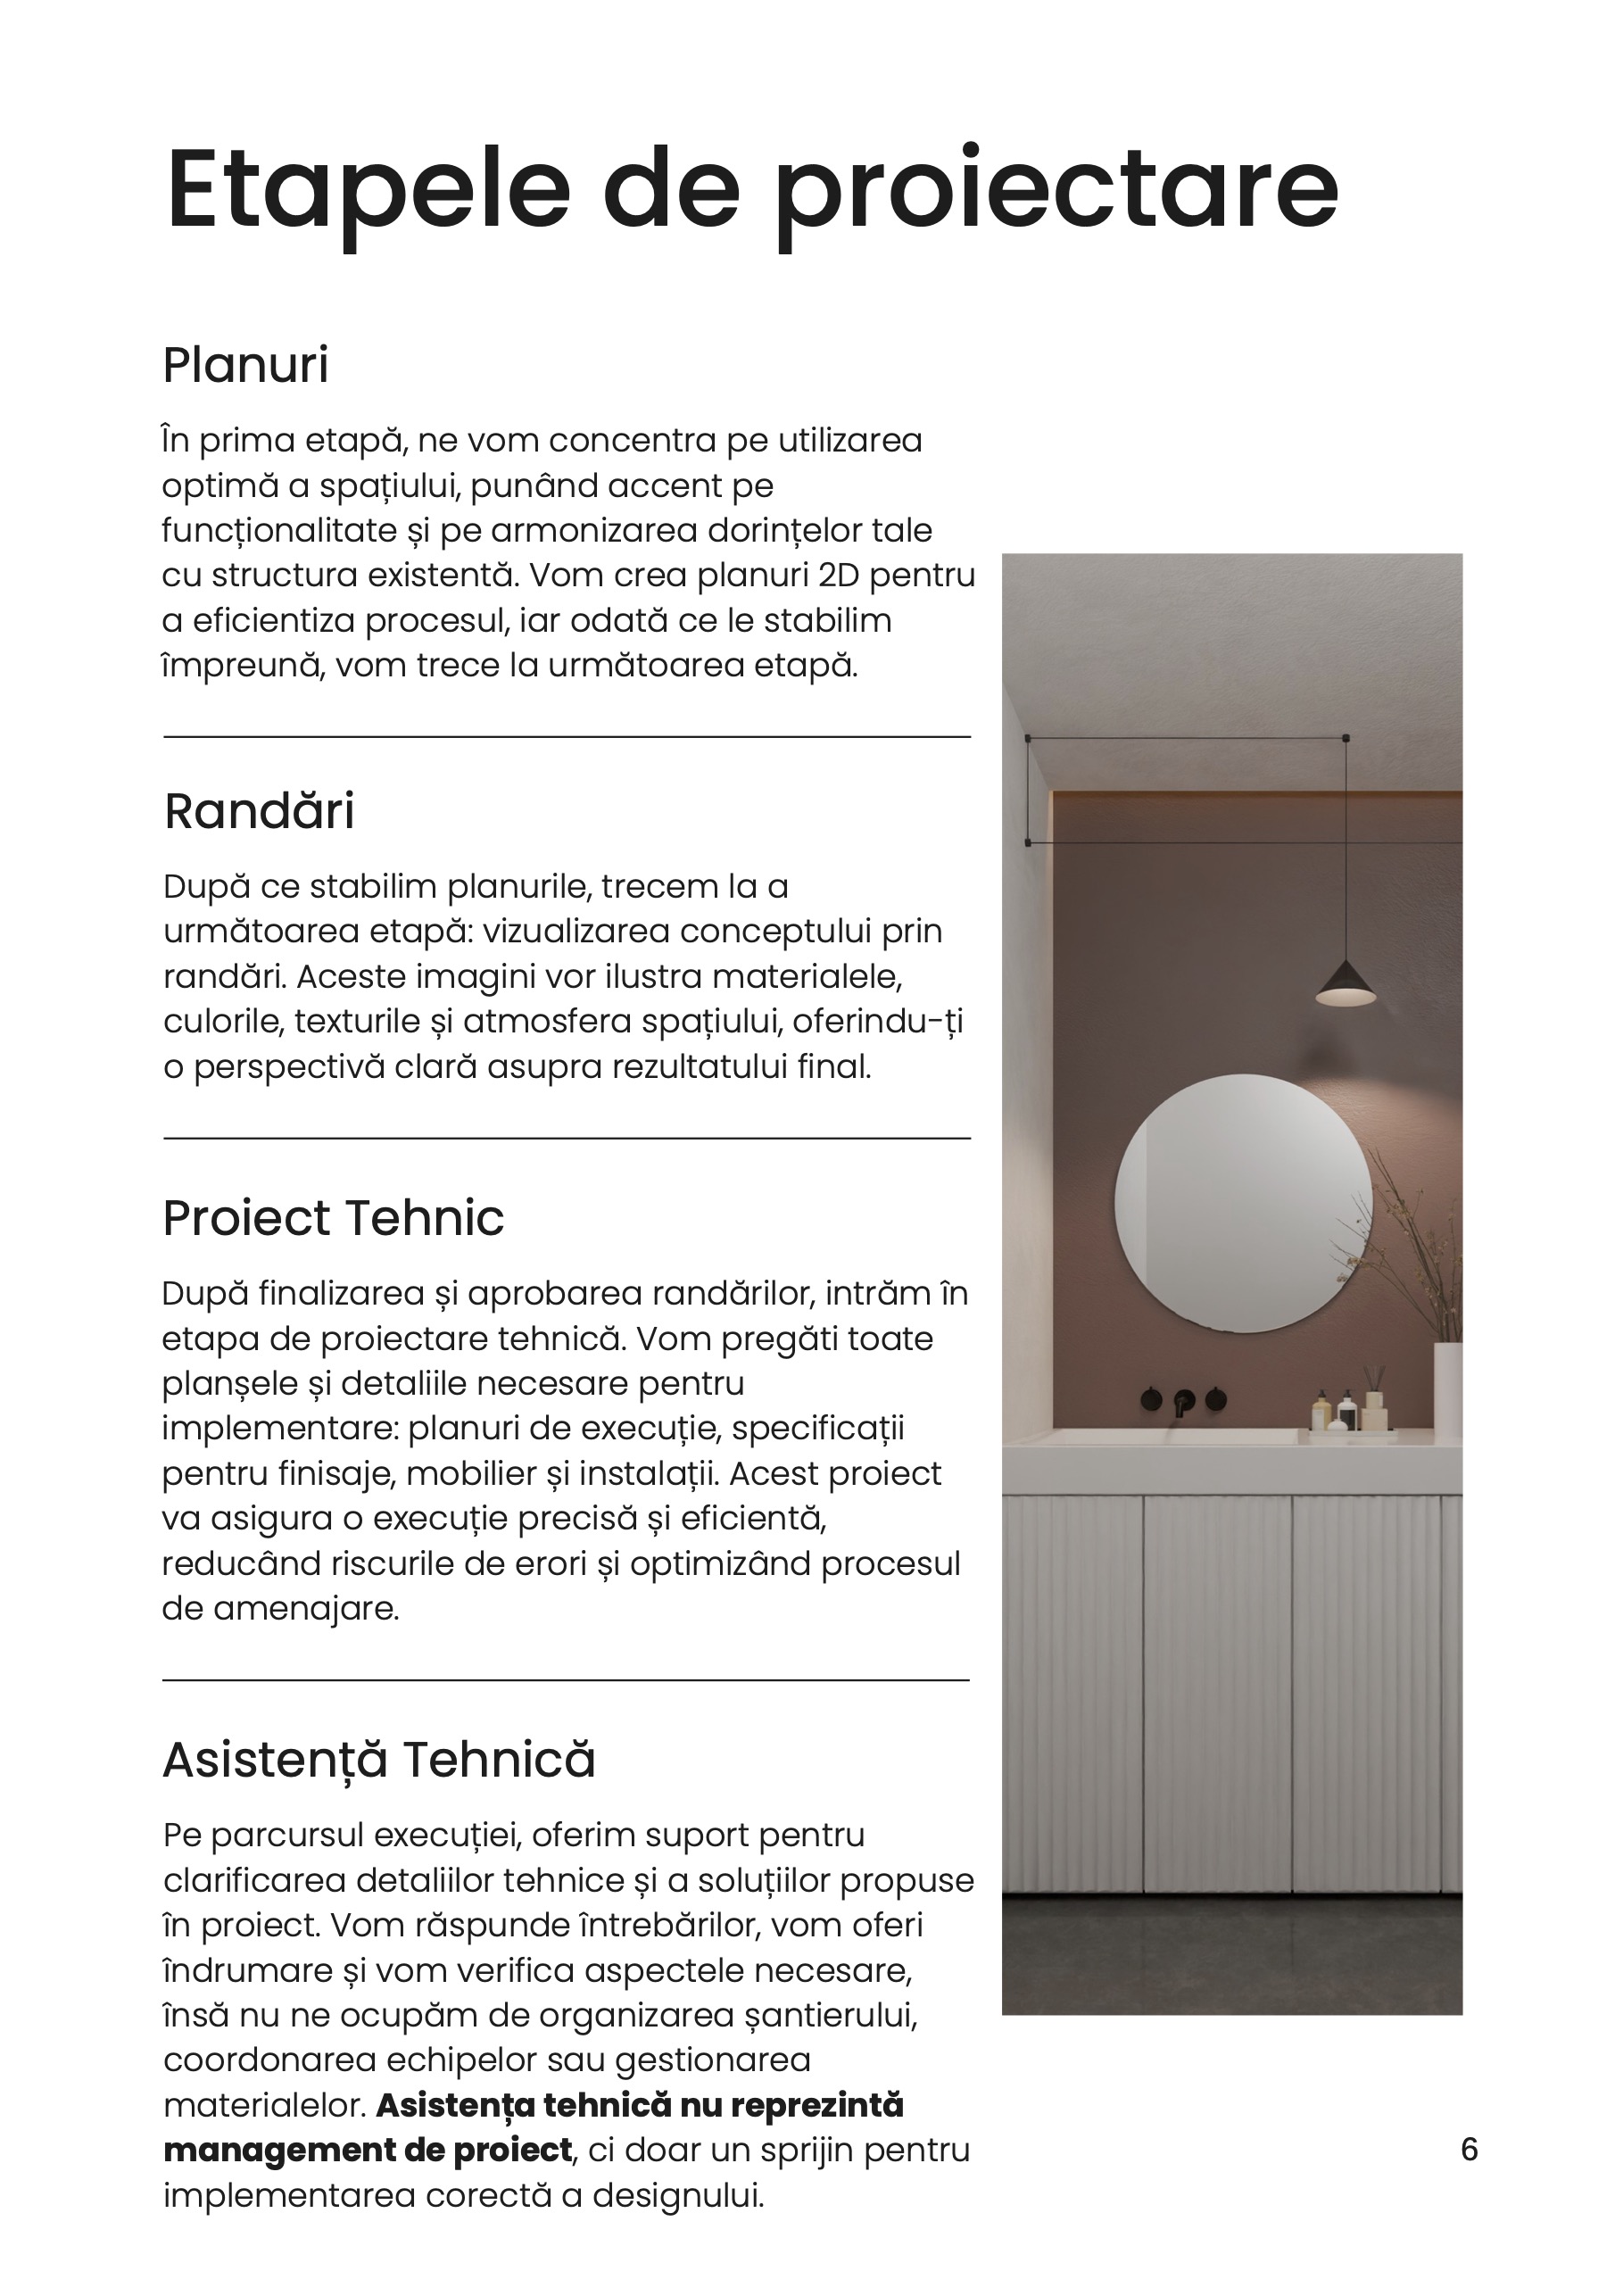 Etapele de proiectare
Planuri
În prima etapă, ne vom concentra pe utilizarea
optimă a spațiului, punând accent pe
funcționalitate și pe armonizarea dorințelor tale
cu structura existentă. Vom crea planuri 2D pentru
a eficientiza procesul, iar odată ce le stabilim
împreună, vom trece la următoarea etapă.
Randări
După ce stabilim planurile, trecem la a
următoarea etapă: vizualizarea conceptului prin
randări. Aceste imagini vor ilustra materialele,
culorile, texturile și atmosfera spațiului, oferindu-ți
o perspectivă clară asupra rezultatului final.
Proiect Tehnic
După finalizarea și aprobarea randărilor, intrăm în
etapa de proiectare tehnică. Vom pregăti toate
planșele și detaliile necesare pentru
implementare: planuri de execuție, specificații
pentru finisaje, mobilier și instalații. Acest proiect
va asigura o execuție precisă și eficientă,
reducând riscurile de erori și optimizând procesul
de amenajare.
Asistență Tehnică
Pe parcursul execuției, oferim suport pentru
clarificarea detaliilor tehnice și a soluțiilor propuse
în proiect. Vom răspunde întrebărilor, vom oferi
îndrumare și vom verifica aspectele necesare,
însă nu ne ocupăm de organizarea șantierului,
coordonarea echipelor sau gestionarea
materialelor. Asistența tehnică nu reprezintă
management de proiect, ci doar un sprijin pentru
implementarea corectă a designului.
6